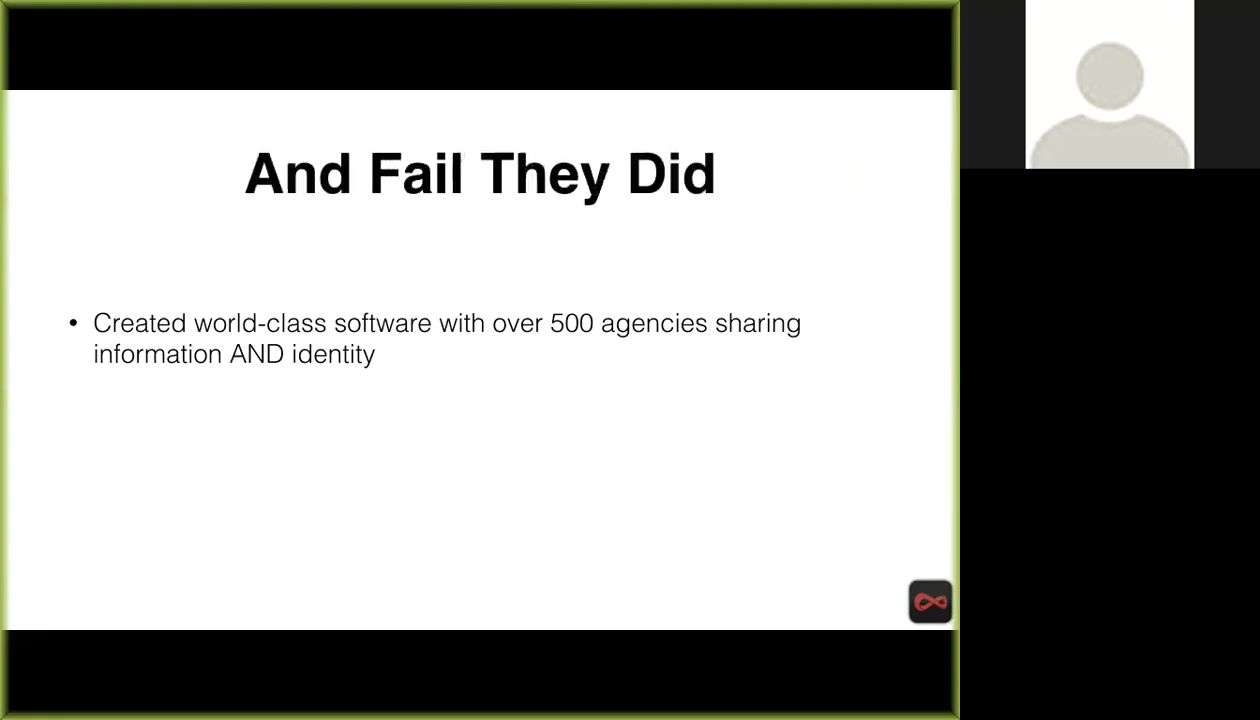 And Fail They Did
• Created world-class software with over 500 agencies sharing
information AND identity